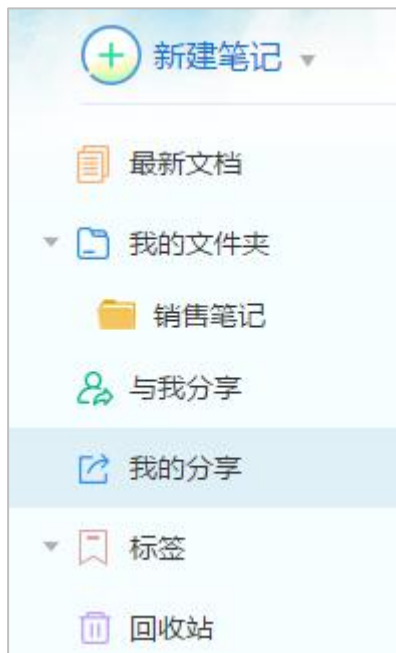 新建笔记
最新文档
我的文件夹
销售笔记
与我分享
我的分享
标签
回收站